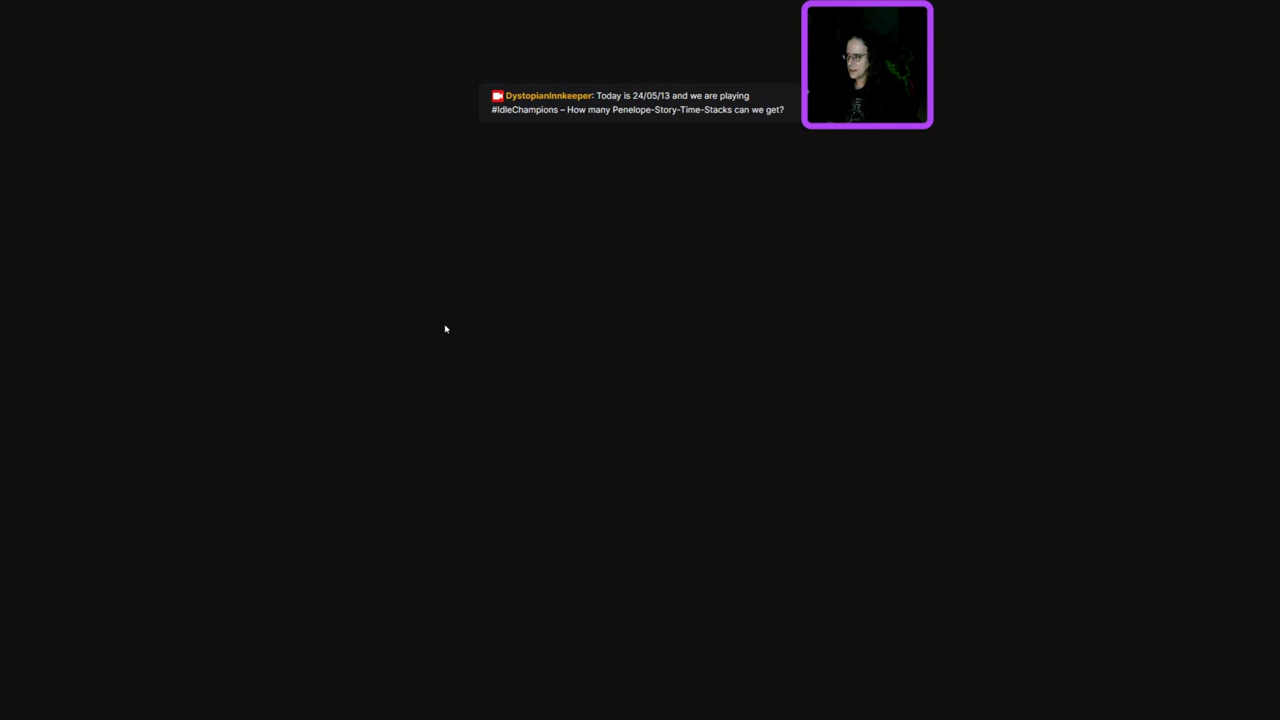 DystopianInnkeeper: Today is 24/05/13 and we are playing
#IdleChampions – How many Penelope-Story-Time-Stacks can we get?